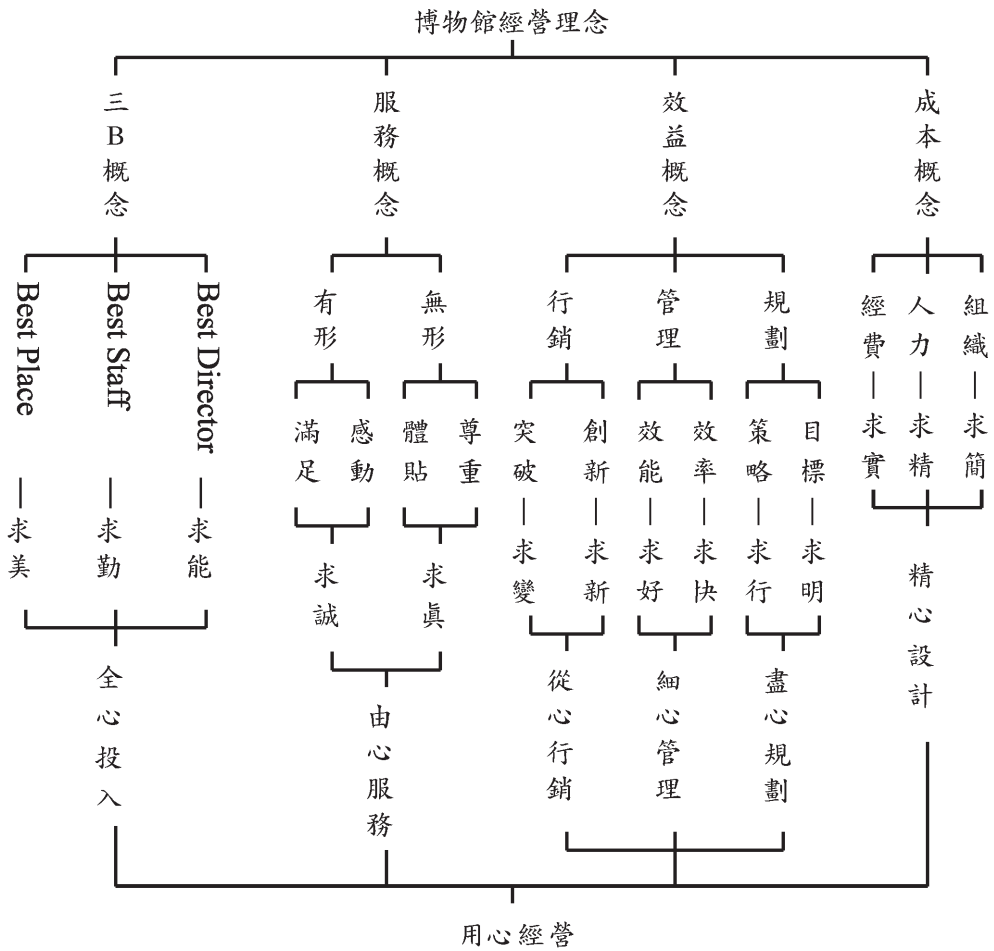 博物館經營理念
三B概念
服務概念
效益概念
成本概念
Best Place
Best Staff
Best Director
有形
無形
行銷
管理
規劃
經費—求實
人力—求精
組織—求簡
滿足
感動
體貼
尊重
突破—求變
創新—求新
效能—求好
效率—求快
策略—求行
目標—求明
求美
求勤
求能
求誠
求眞
精心設計
全心投入
由心服務
從心行銷
細心管理
盡心規劃
用心經營